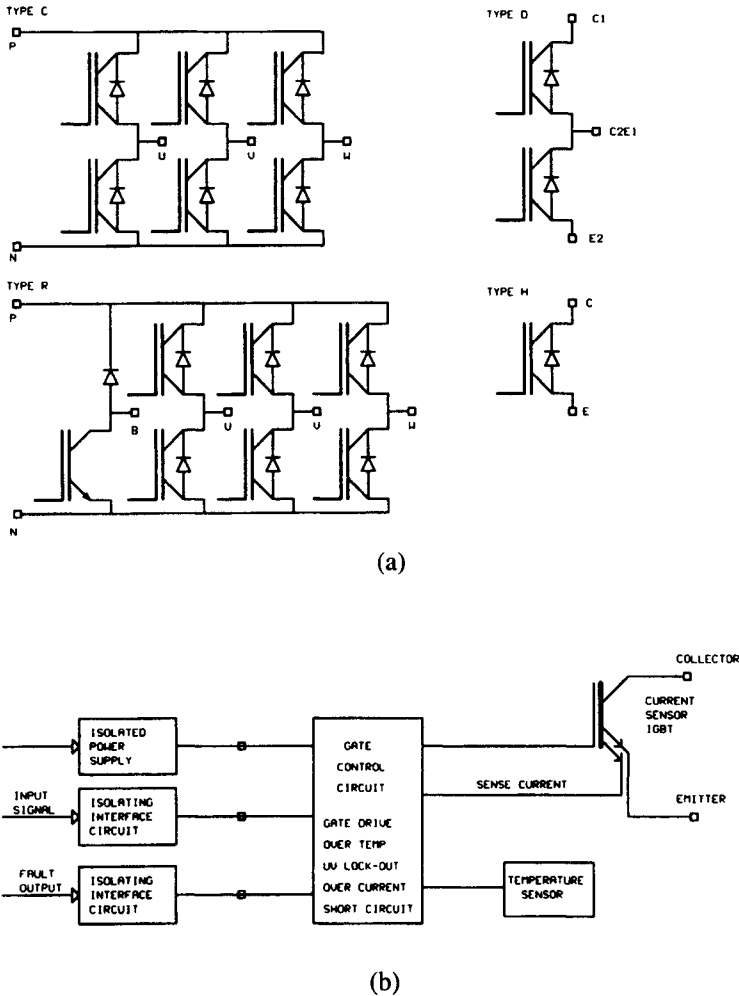 TYPE C
P
U
V
W
N
TYPE D
C1
C2E1
E2
TYPE R
P
B
U
V
W
N
TYPE H
C
E
(a)
ISOLATED
POWER
SUPPLY
INPUT
SIGNAL
ISOLATING
INTERFACE
CIRCUIT
FAULT
OUTPUT
ISOLATING
INTERFACE
CIRCUIT
GATE
CONTROL
CIRCUIT
GATE DRIVE
OVER TEMP
UV LOCK-OUT
OVER CURRENT
SHORT CIRCUIT
SENSE CURRENT
COLLECTOR
CURRENT
SENSOR
IGBT
EMITTER
TEMPERATURE
SENSOR
(b)